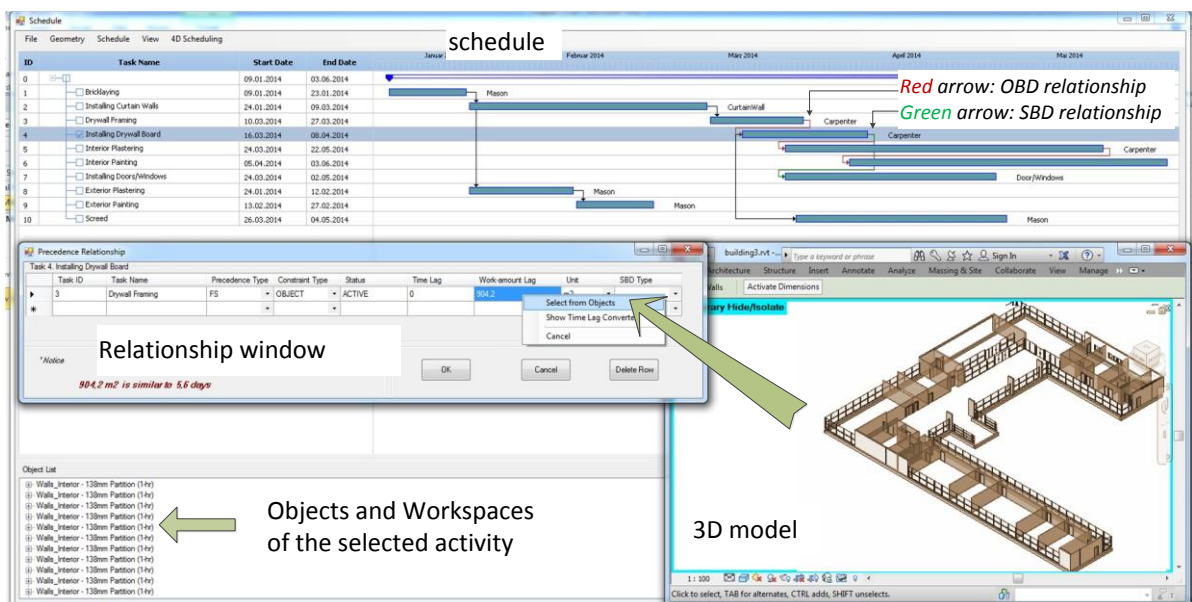 Schedule
File Geometry Schedule View 4D Scheduling
schedule
ID Task Name Start Date End Date
Februar 2014 März 2014 April 2014 Mai 2014
0 09.01.2014 03.06.2014
1 Bricklaying 09.01.2014 23.01.2014 Mason
2 Installing Curtain Walls 24.01.2014 09.03.2014 CurtainWall
3 Drywall Framing 10.03.2014 27.03.2014 Carpenter
4 Installing Drywall Board 16.03.2014 08.04.2014 Carpenter
5 Interior Plastering 24.03.2014 22.05.2014 Carpenter
6 Interior Painting 05.04.2014 03.06.2014
7 Installing Doors/Windows 24.03.2014 02.05.2014 Door/Windows
8 Exterior Plastering 24.01.2014 12.02.2014 Mason
9 Exterior Painting 13.02.2014 27.02.2014 Mason
10 Screed 26.03.2014 04.05.2014 Mason
Red arrow: OBD relationship
Green arrow: SBD relationship
Precedence Relationship
Task 4. Installing Drywall Board
Task ID Task Name Precedence Type Constraint Type Status Time Lag Work-amount Lag Unit SBD Type
3 Drywall Framing FS OBJECT ACTIVE 0 904,2 m2
Select from Objects
Show Time Lag Converte
Cancel
Relationship window
*Notice
904,2 m2 is similar to 5,6 days
OK Cancel Delete Row
building3.rvt - ... Type a keyword or phrase Sign In
Architecture Structure Insert Annotate Analyze Massing & Site Collaborate View Manage
Walls Activate Dimensions
rary Hide/Isolate
3D model
1 : 100
Click to select, TAB for alternates, CTRL adds, SHIFT unselects.
Object List
Walls_Interior - 138mm Partition (1-hr)
Walls_Interior - 138mm Partition (1-hr)
Walls_Interior - 138mm Partition (1-hr)
Walls_Interior - 138mm Partition (1-hr)
Walls_Interior - 138mm Partition (1-hr)
Walls_Interior - 138mm Partition (1-hr)
Walls_Interior - 138mm Partition (1-hr)
Walls_Interior - 138mm Partition (1-hr)
Walls_Interior - 138mm Partition (1-hr)
Walls_Interior - 138mm Partition (1-hr)
Walls_Interior - 138mm Partition (1-hr)
Objects and Workspaces
of the selected activity